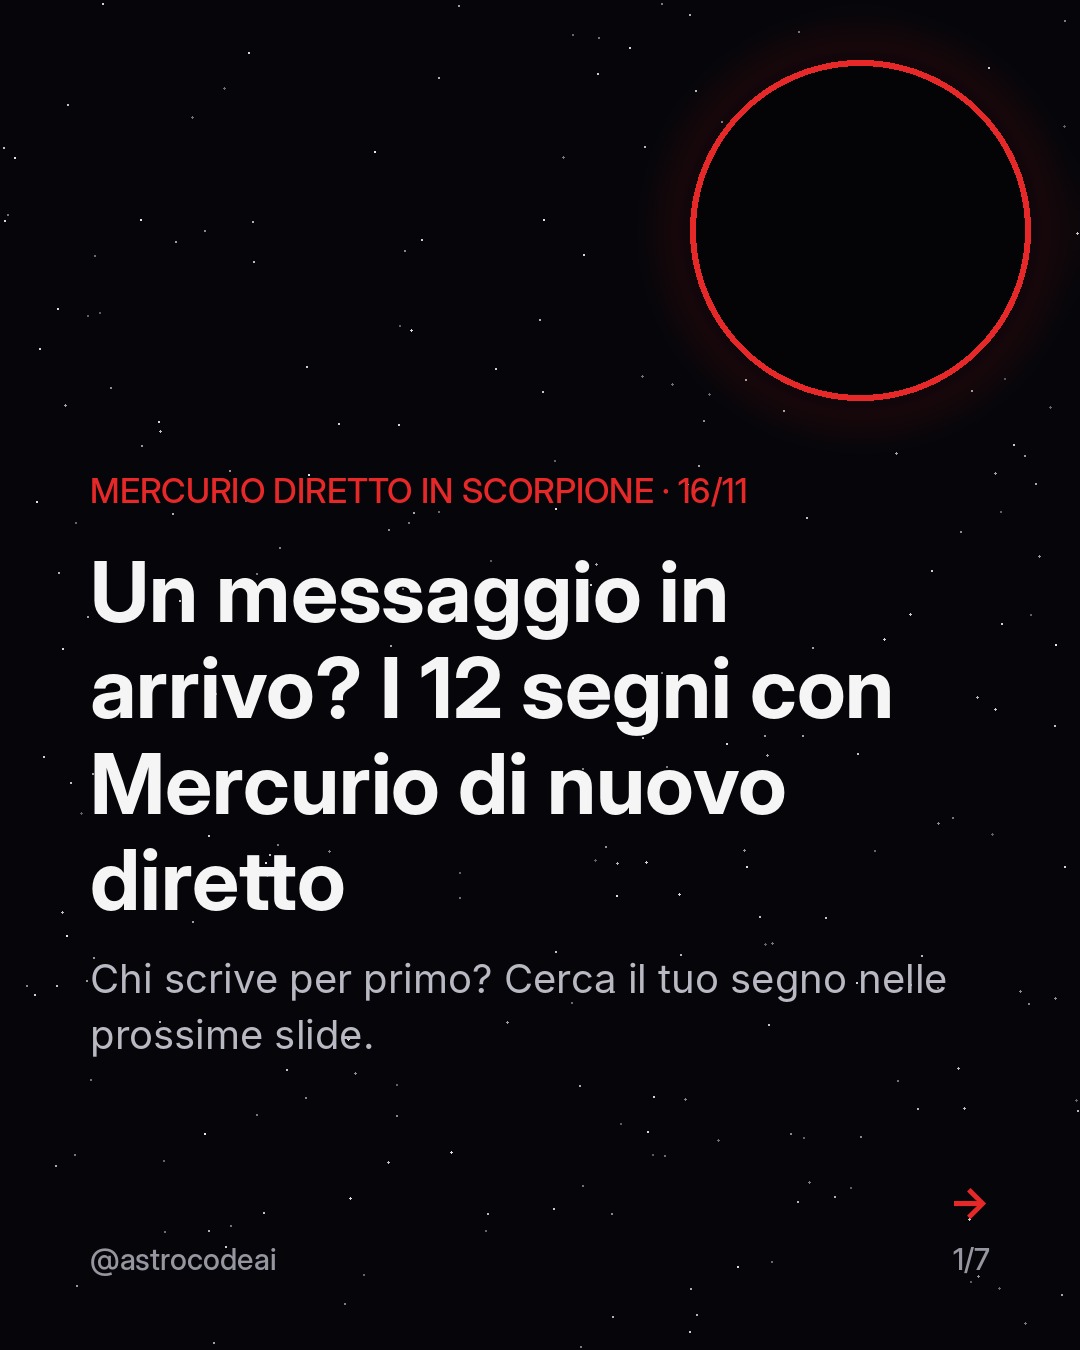 MERCURIO DIRETTO IN SCORPIONE · 16/11
Un messaggio in
arrivo? I 12 segni con
Mercurio di nuovo
diretto
Chi scrive per primo? Cerca il tuo segno nelle
prossime slide.
→
@astrocodeai
1/7